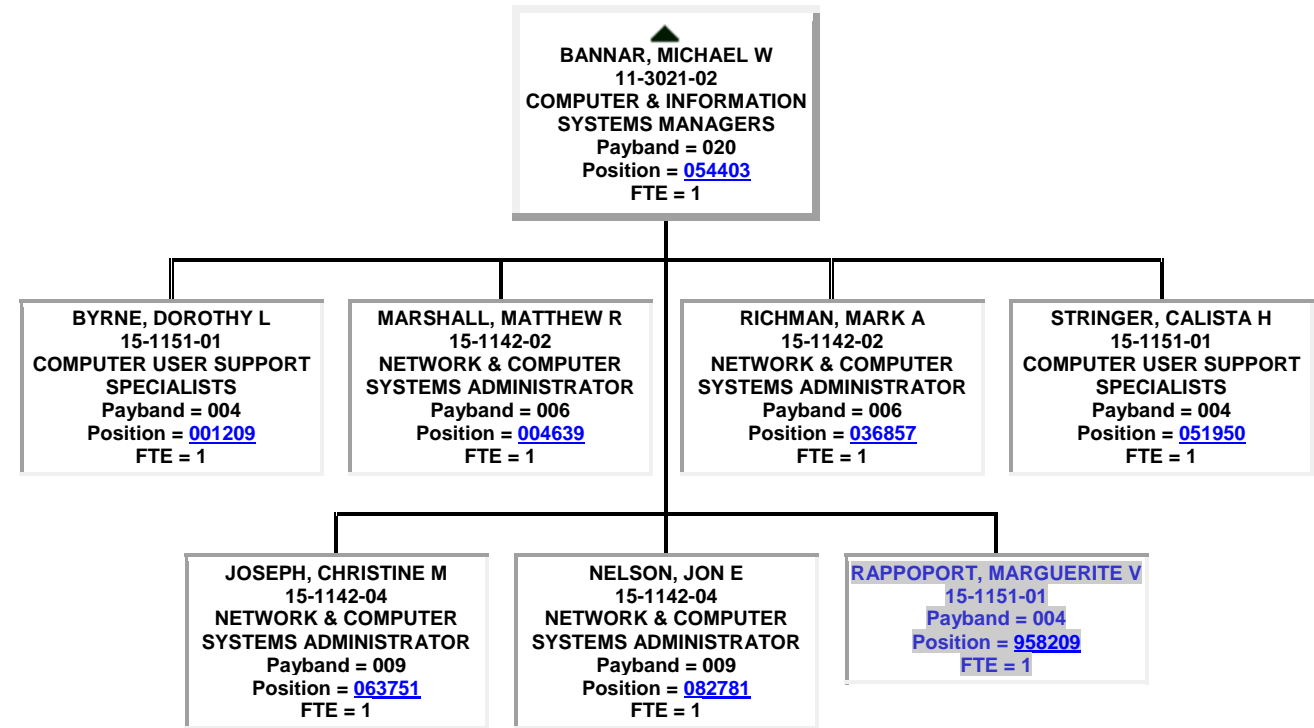 BANNAR, MICHAEL W
11-3021-02
COMPUTER & INFORMATION
SYSTEMS MANAGERS
Payband = 020
Position = 054403
FTE = 1
BYRNE, DOROTHY L
15-1151-01
COMPUTER USER SUPPORT
SPECIALISTS
Payband = 004
Position = 001209
FTE = 1
MARSHALL, MATTHEW R
15-1142-02
NETWORK & COMPUTER
SYSTEMS ADMINISTRATOR
Payband = 006
Position = 004639
FTE = 1
RICHMAN, MARK A
15-1142-02
NETWORK & COMPUTER
SYSTEMS ADMINISTRATOR
Payband = 006
Position = 036857
FTE = 1
STRINGER, CALISTA H
15-1151-01
COMPUTER USER SUPPORT
SPECIALISTS
Payband = 004
Position = 051950
FTE = 1
JOSEPH, CHRISTINE M
15-1142-04
NETWORK & COMPUTER
SYSTEMS ADMINISTRATOR
Payband = 009
Position = 063751
FTE = 1
NELSON, JON E
15-1142-04
NETWORK & COMPUTER
SYSTEMS ADMINISTRATOR
Payband = 009
Position = 082781
FTE = 1
RAPPOPORT, MARGUERITE V
15-1151-01
Payband = 004
Position = 958209
FTE = 1